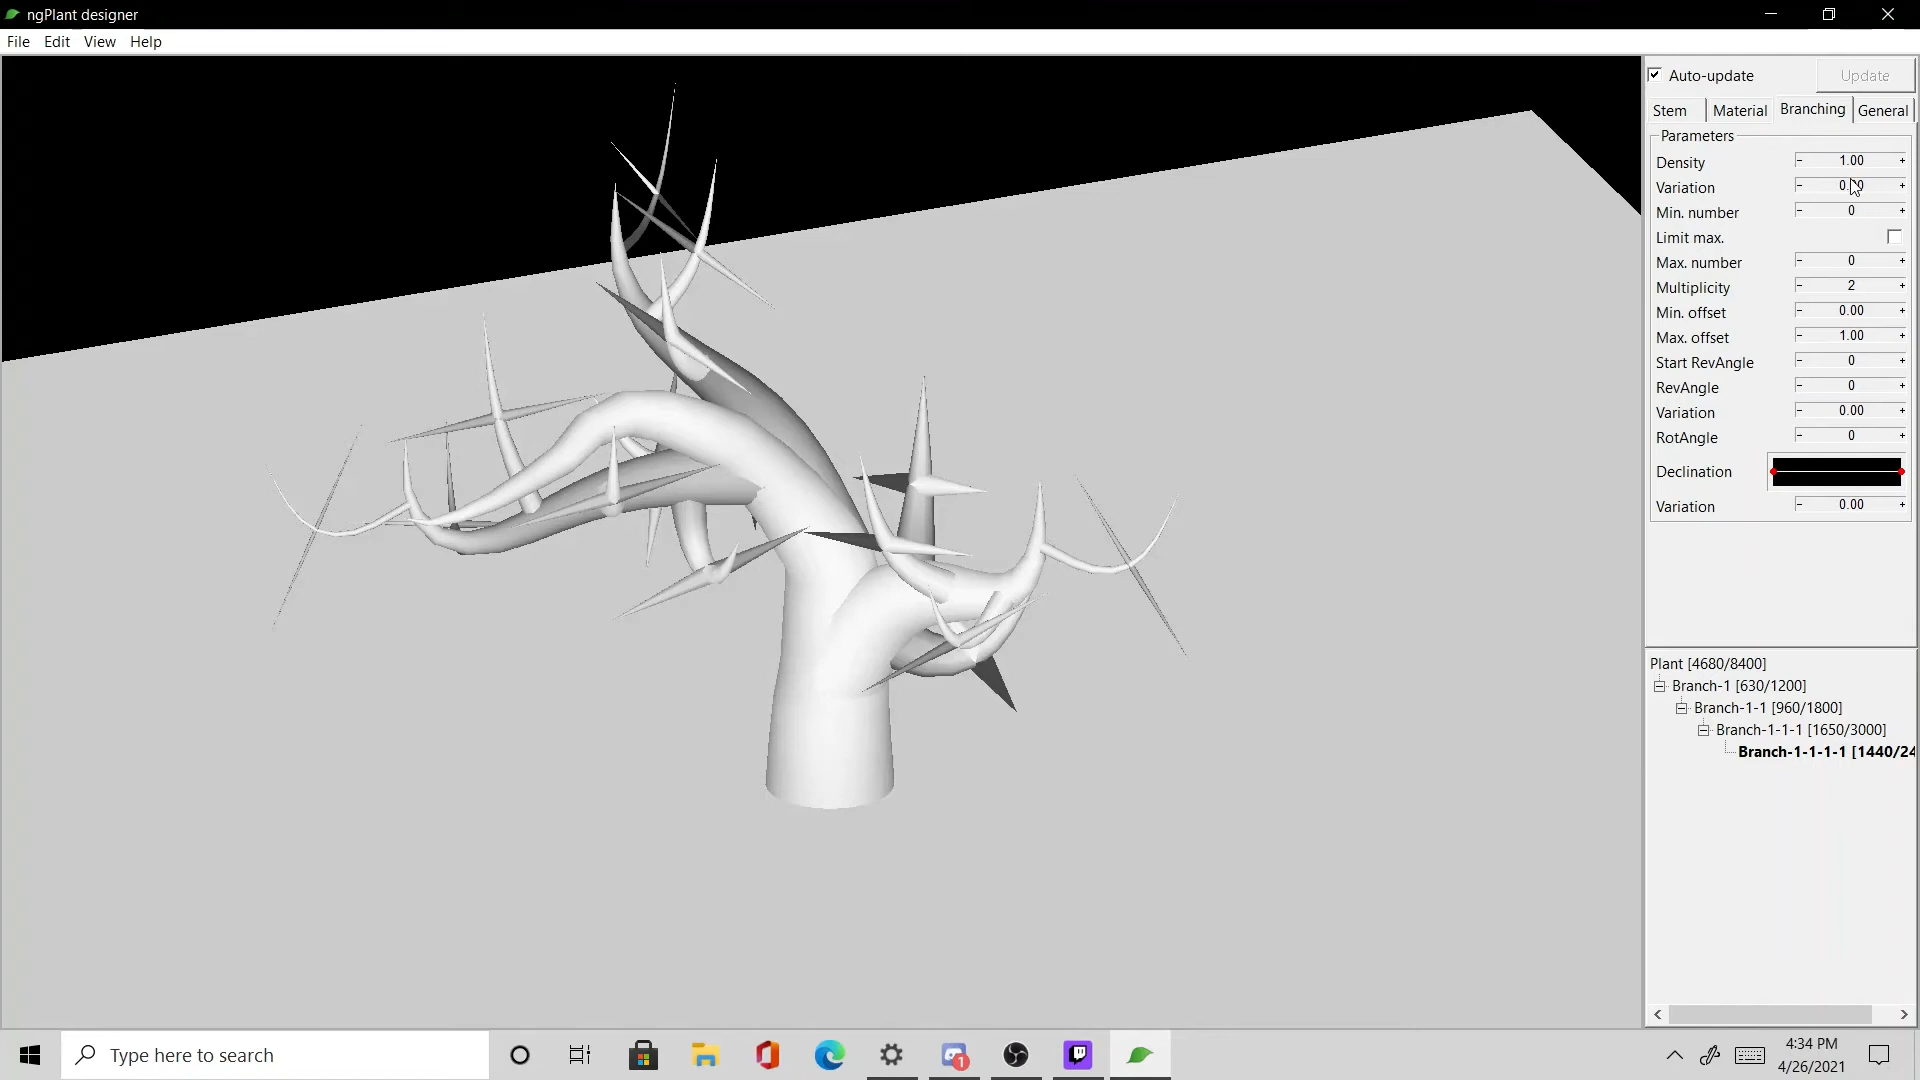 ngPlant designer
File Edit View Help
Auto-update Update
Stem Material Branching General
Parameters
Density - 1.00 +
Variation - +
Min. number - 0 +
Limit max.
Max. number - 0 +
Multiplicity - 2 +
Min. offset - 0.00 +
Max. offset - 1.00 +
Start RevAngle - 0 +
RevAngle - 0 +
Variation - 0.00 +
RotAngle - 0 +
Declination
Variation - 0.00 +
Plant [4680/8400]
Branch-1 [630/1200]
Branch-1-1 [960/1800]
Branch-1-1-1 [1650/3000]
Branch-1-1-1-1 [1440/24
Type here to search
1
4:34 PM
4/26/2021